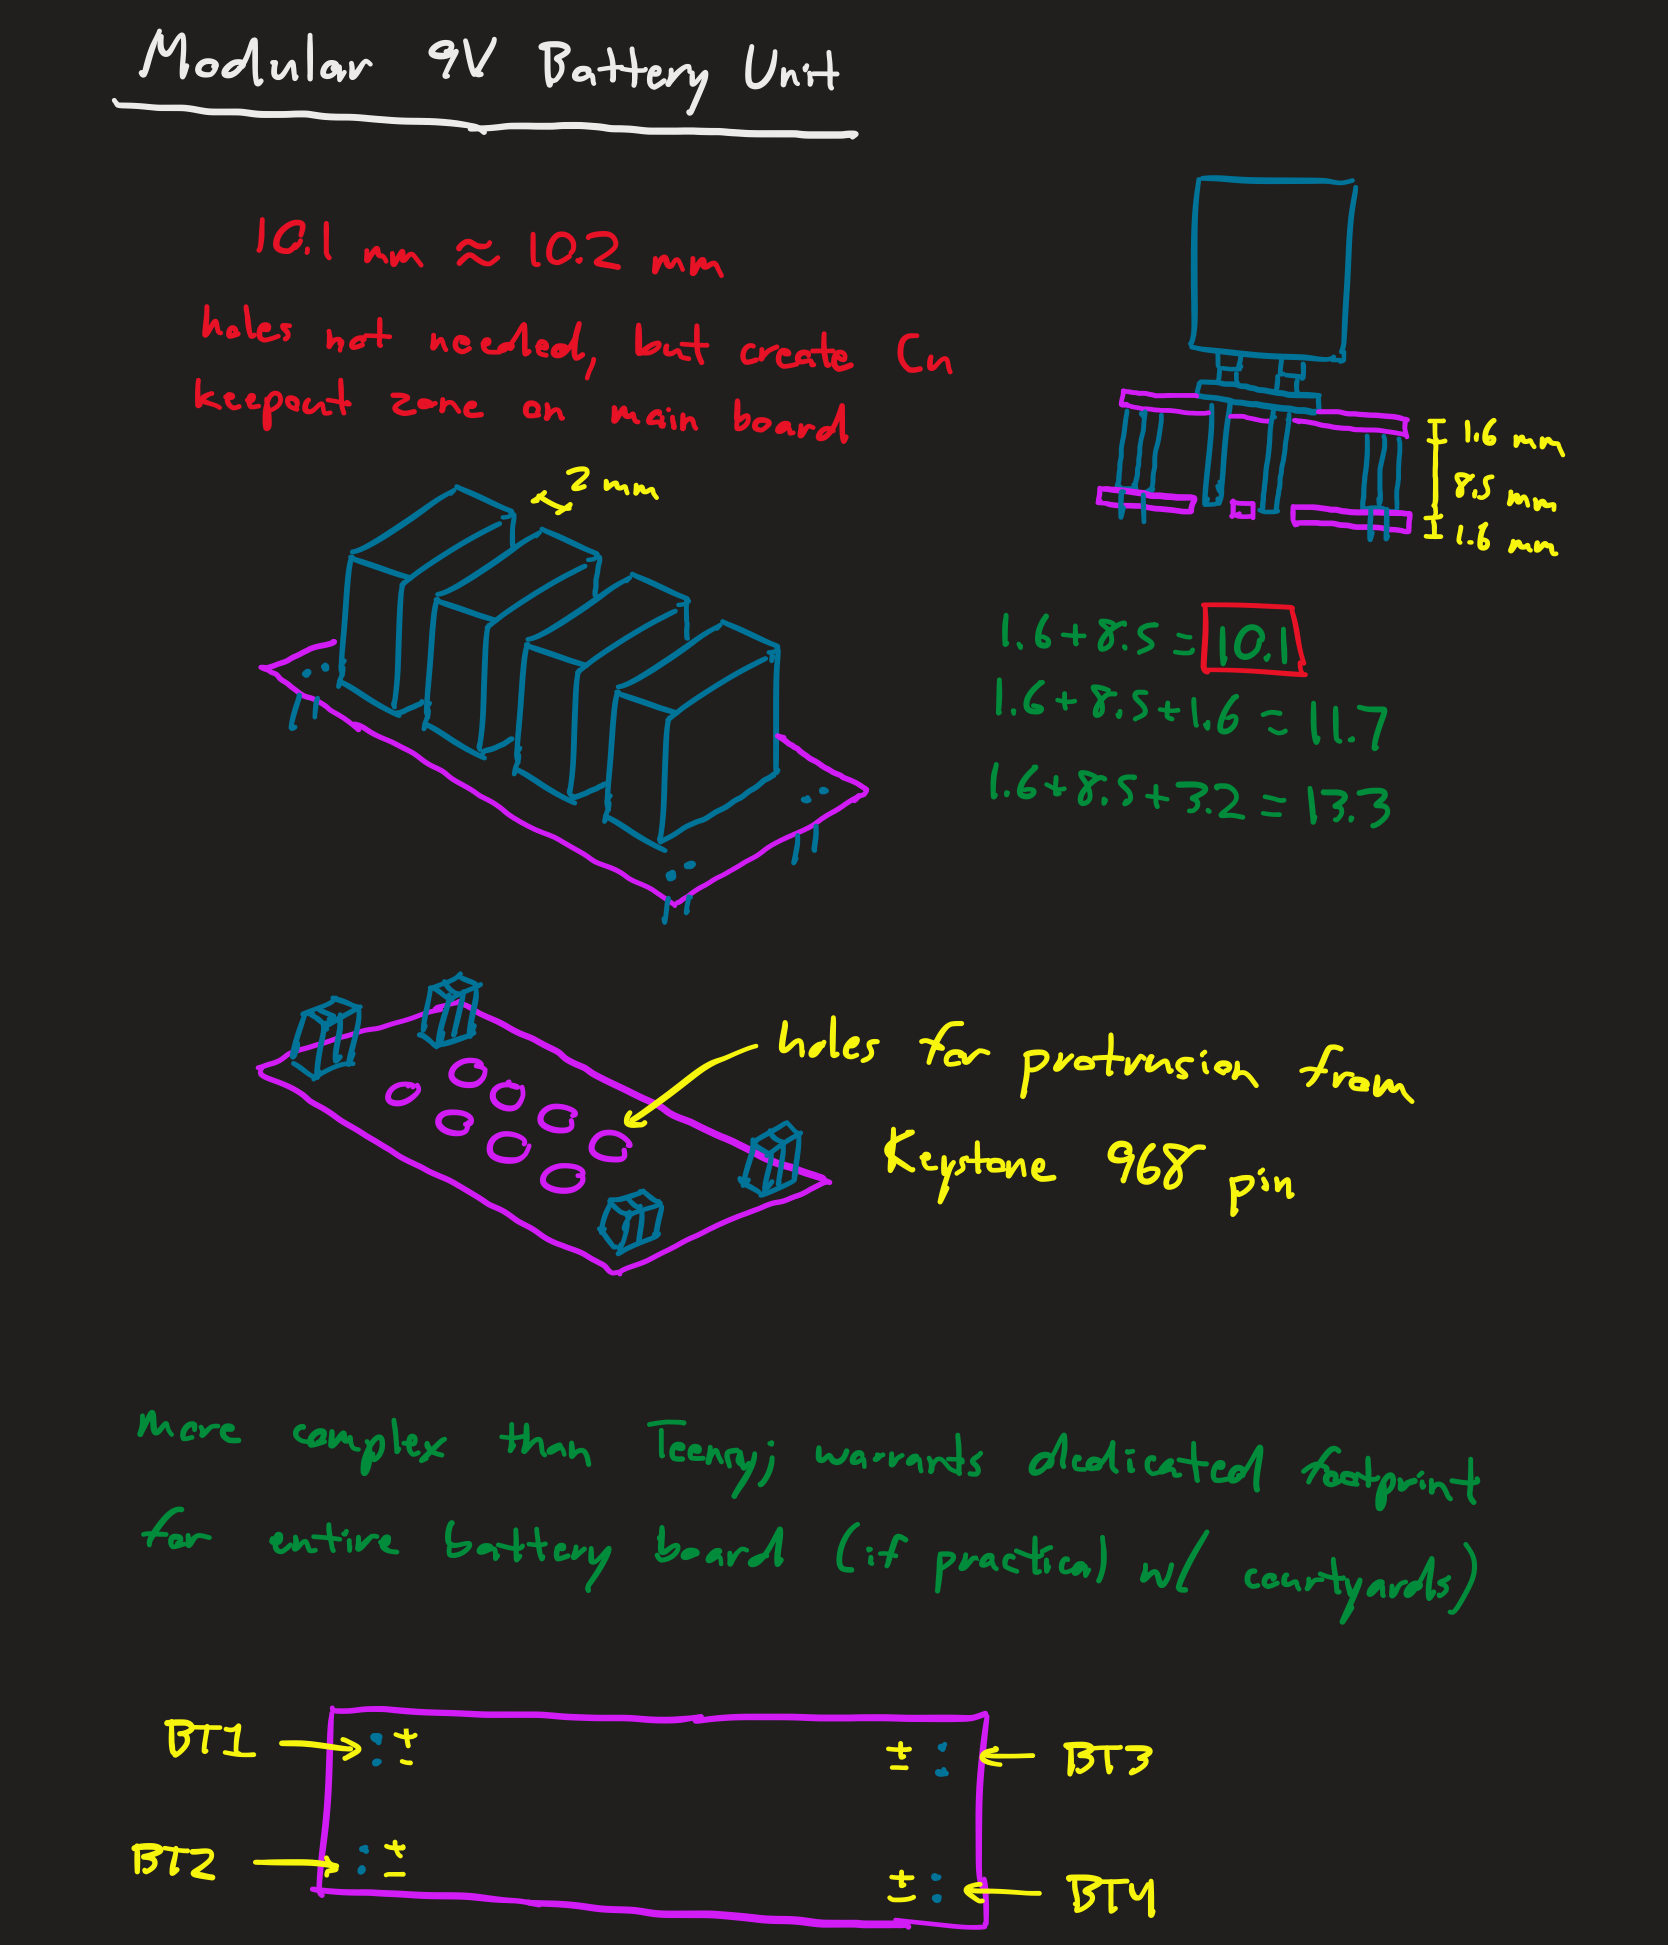 Modular 9V Battery Unit
10.1 mm ≈ 10.2 mm
holes not needed, but create Cu
keepout zone on main board
2 mm
1.6 mm
8.5 mm
1.6 mm
1.6+8.5 = 10.1
1.6+8.5+1.6 = 11.7
1.6+8.5+3.2 = 13.3
holes for protrusion from
Keystone 968 pin
more complex than Teensy; warrants dedicated footprint
for entire battery board (if practical w/ courtyards)
BT1 + -
± BT3
BT2 + -
± BT4